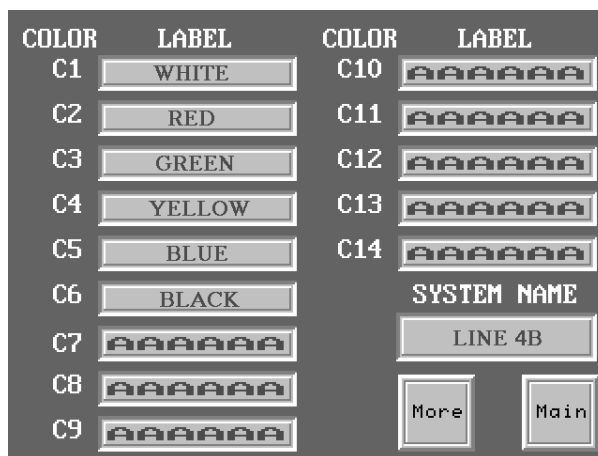 COLOR LABEL
C1 WHITE
C2 RED
C3 GREEN
C4 YELLOW
C5 BLUE
C6 BLACK
C7 AAAAAA
C8 AAAAAA
C9 AAAAAA
COLOR LABEL
C10 AAAAAA
C11 AAAAAA
C12 AAAAAA
C13 AAAAAA
C14 AAAAAA
SYSTEM NAME
LINE 4B
More Main